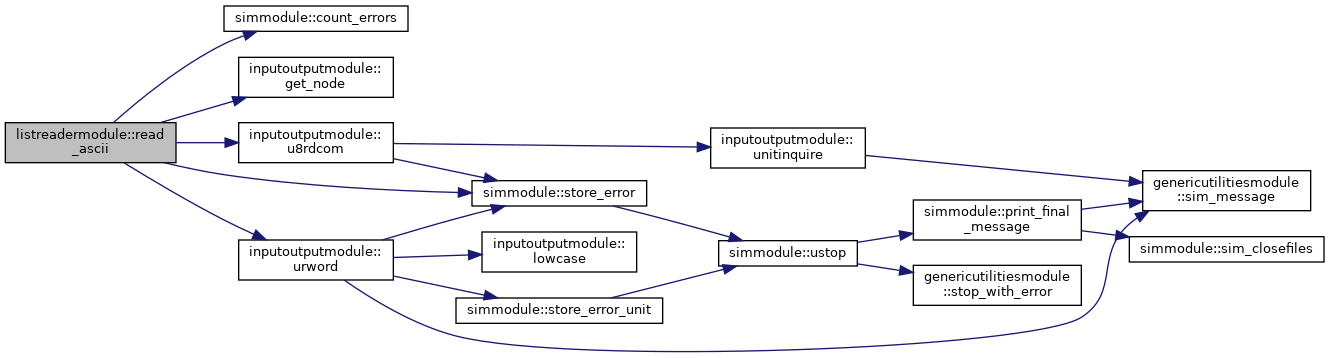 simmodule::count_errors
inputoutputmodule::
get_node
listreadermodule::read
_ascii
inputoutputmodule::
u8rdcom
inputoutputmodule::
unitinquire
simmodule::store_error
genericutilitiesmodule
::sim_message
simmodule::print_final
_message
inputoutputmodule::
urword
inputoutputmodule::
lowcase
simmodule::ustop
simmodule::sim_closefiles
genericutilitiesmodule
::stop_with_error
simmodule::store_error_unit